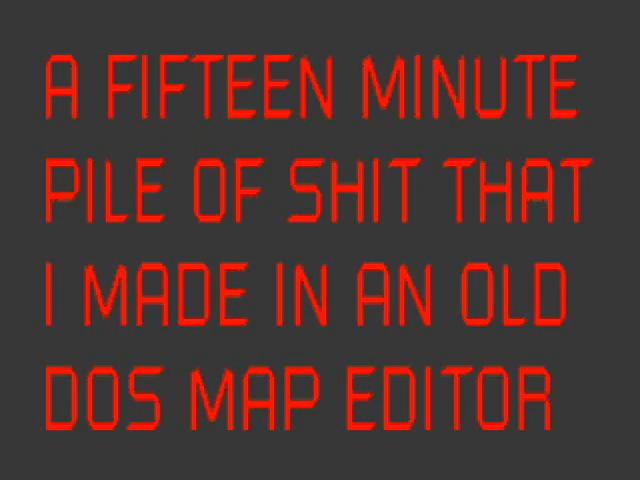 A FIFTEEN MINUTE
PILE OF SHIT THAT
I MADE IN AN OLD
DOS MAP EDITOR